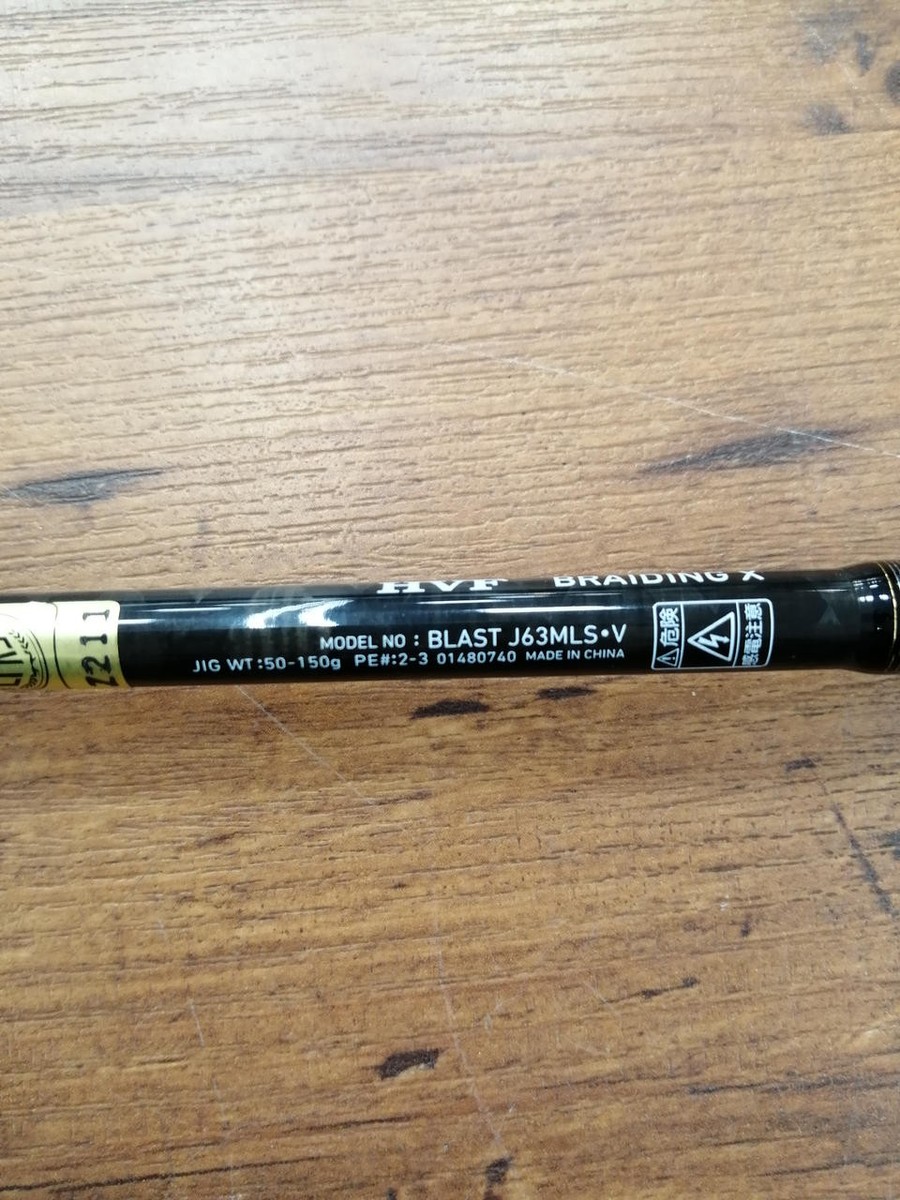 HVF BRAIDING X
MODEL NO : BLAST J63MLS•V
JIG WT:50-150g PE#:2-3 01480740 MADE IN CHINA
危険
感電注意
2211